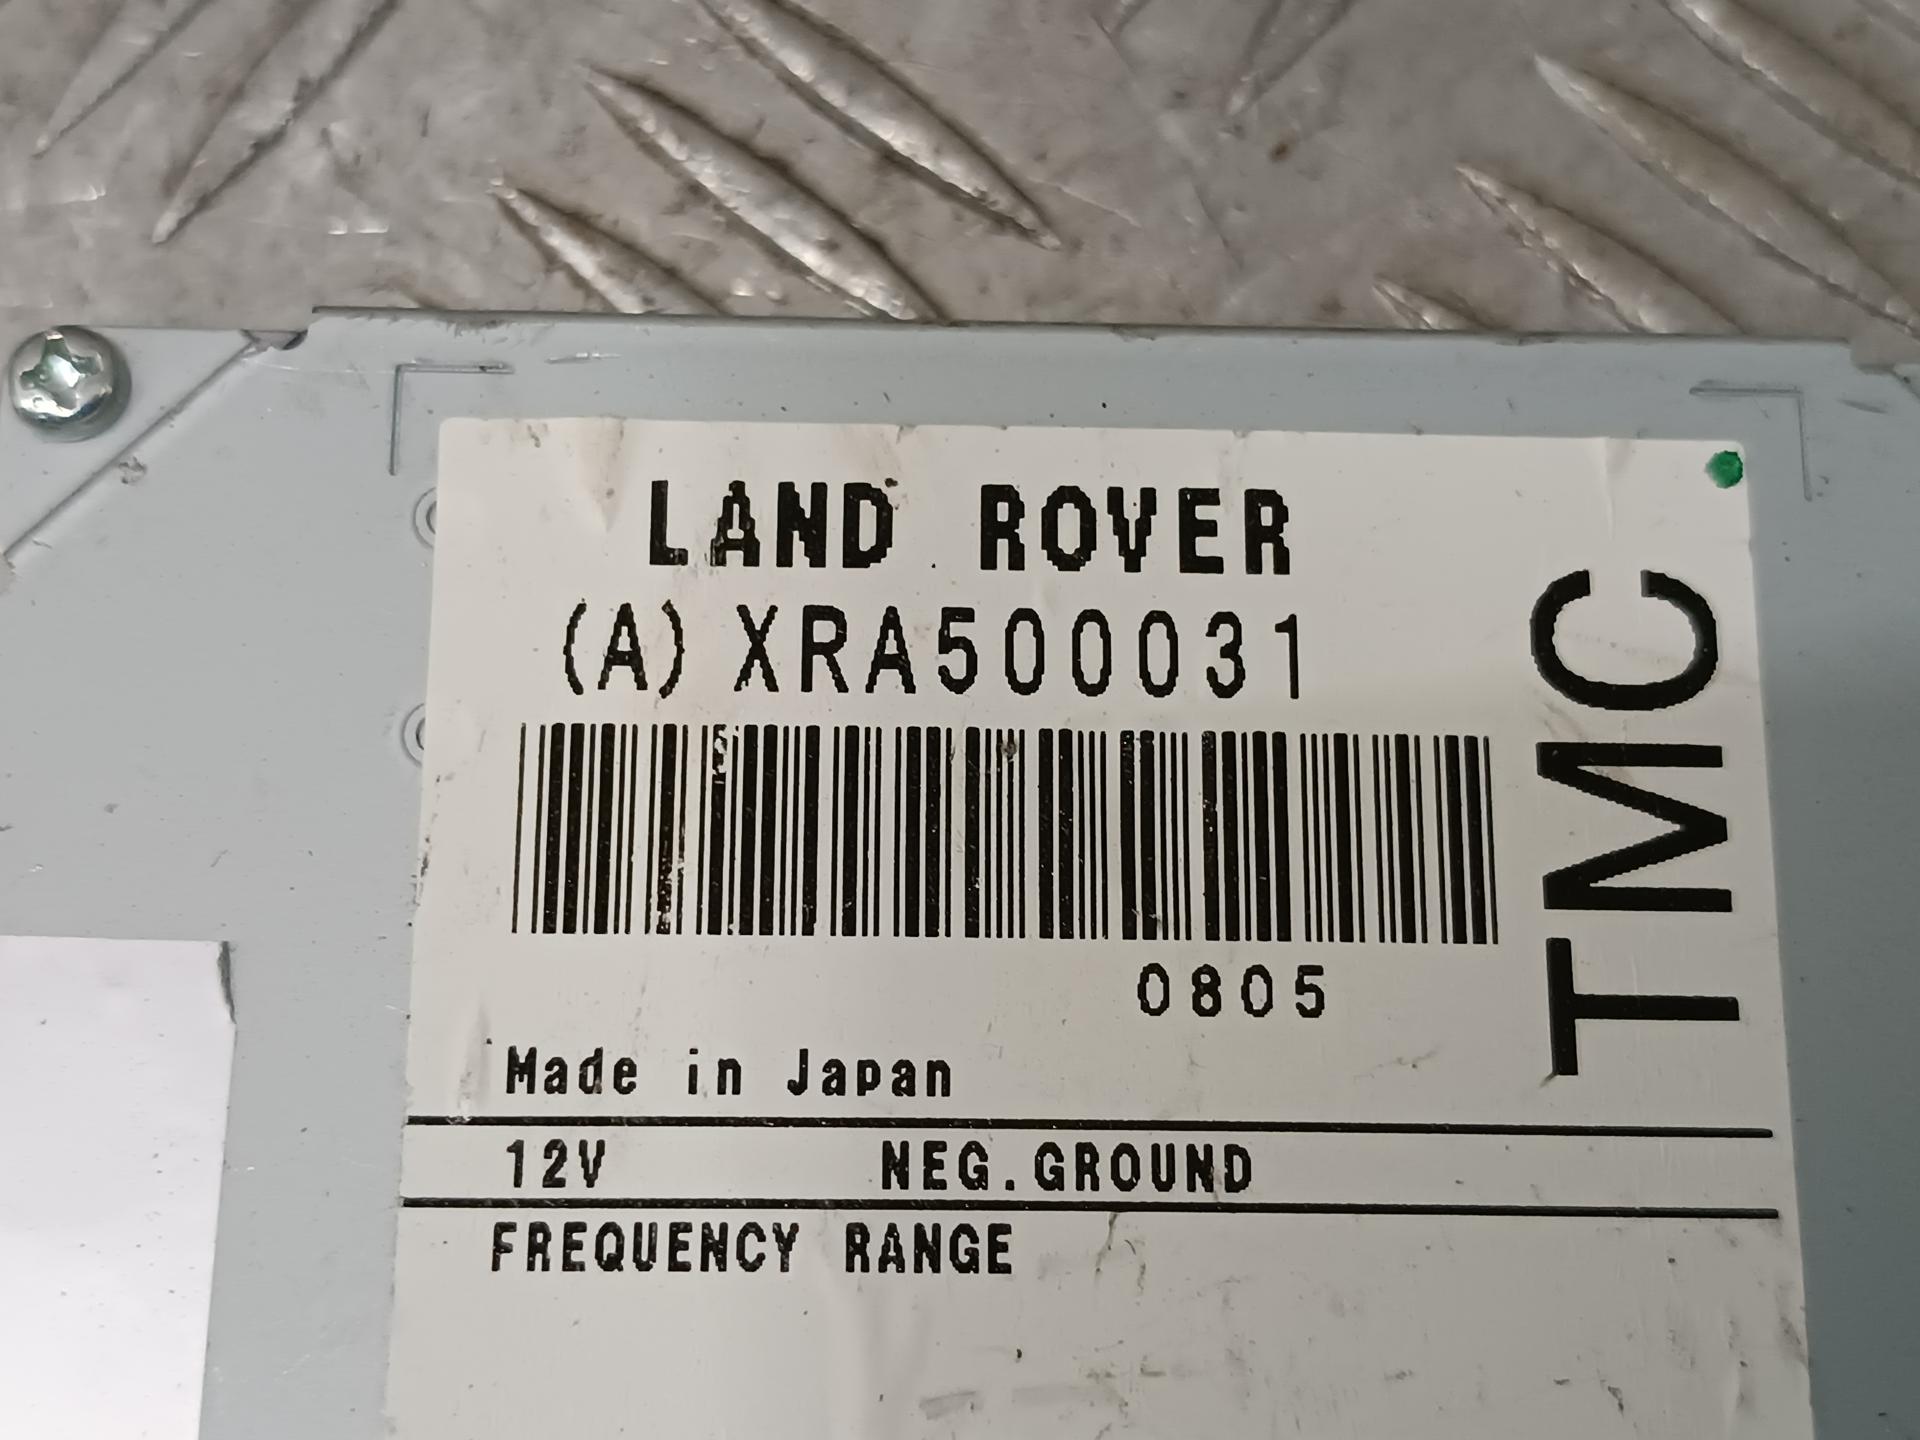 LAND ROVER
(A) XRA500031
TMC
0805
Made in Japan
12V NEG.GROUND
FREQUENCY RANGE